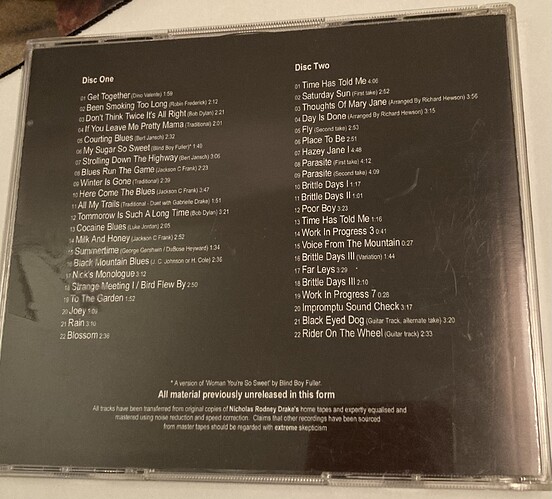 Disc One
01 Get Together (Dino Valente) 1:59
02 Been Smoking Too Long (Robin Frederick) 2:12
03 Don't Think Twice It's All Right (Bob Dylan) 2:21
04 If You Leave Me Pretty Mama (Traditional) 2:01
05 Courting Blues (Bert Jansch) 2:32
06 My Sugar So Sweet (Blind Boy Fuller)* 1:40
07 Strolling Down The Highway (Bert Jansch) 3:06
08 Blues Run The Game (Jackson C Frank) 2:23
09 Winter Is Gone (Traditional) 2:39
10 Here Come The Blues (Jackson C Frank) 3:47
11 All My Trails (Traditional - Duet with Gabrielle Drake) 1:51
12 Tommorow Is Such A Long Time (Bob Dylan) 3:21
13 Cocaine Blues (Luke Jordan) 2:05
14 Milk And Honey (Jackson C Frank) 2:52
15 Summertime (George Gershwin / DuBose Heyward) 1:34
16 Black Mountain Blues (J. C. Johnson or H. Cole) 2:36
17 Nick's Monologue 3:12
18 Strange Meeting I / Bird Flew By 2:50
19 To The Garden 1:52
20 Joey
21 Rain 3:10
22 Blossom 2:36
Disc Two
01 Time Has Told Me 4:06
02 Saturday Sun (First take) 2:52
03 Thoughts Of Mary Jane (Arranged By Richard Hewson) 3:56
04 Day Is Done (Arranged By Richard Hewson) 3:15
05 Fly (Second take) 2:53
06 Place To Be 2:51
07 Hazey Jane I 4:48
08 Parasite (First take) 4:12
09 Parasite (Second take) 4:09
10 Brittle Days I 1:17
11 Brittle Days II 1:01
12 Poor Boy 3:23
13 Time Has Told Me 1:16
14 Work In Progress 3 0:41
15 Voice From The Mountain 0:27
16 Brittle Days III (Variation) 1:44
17 Far Leys 3:29
18 Brittle Days III 2:10
19 Work In Progress 7 0:28
20 Impromptu Sound Check 3:17
21 Black Eyed Dog (Guitar Track, alternate take) 3:20
22 Rider On The Wheel (Guitar track) 2:33
* A version of 'Woman You're So Sweet' by Blind Boy Fuller.
All material previously unreleased in this form
All tracks have been transferred from original copies of Nicholas Rodney Drake's home tapes and expertly equalised and
mastered using noise reduction and speed correction. Claims that other recordings have been sourced
from master tapes should be regarded with extreme skepticism